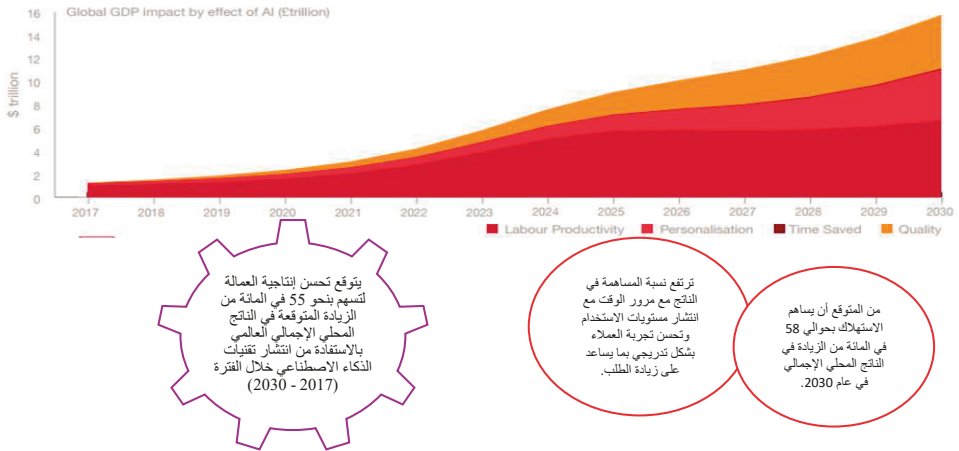 Global GDP impact by effect of AI (£trillion)
$ trillion
16
14
12
10
8
6
4
2
0
2017 2018 2019 2020 2021 2022 2023 2024 2025 2026 2027 2028 2029 2030
Labour Productivity Personalisation Time Saved Quality
يتوقع تحسن إنتاجية العمالة
لتسهم بنحو 55 في المائة من
الزيادة المتوقعة في الناتج
المحلي الإجمالي العالمي
بالاستفادة من انتشار تقنيات
الذكاء الاصطناعي خلال الفترة
(2017 - 2030)
ترتفع نسبة المساهمة في
الناتج مع مرور الوقت مع
انتشار مستويات الاستخدام
وتحسن تجربة العملاء
بشكل تدريجي بما يساعد
على زيادة الطلب.
من المتوقع أن يساهم
الاستهلاك بحوالي 58
في المائة من الزيادة في
الناتج المحلي الإجمالي
في عام 2030.